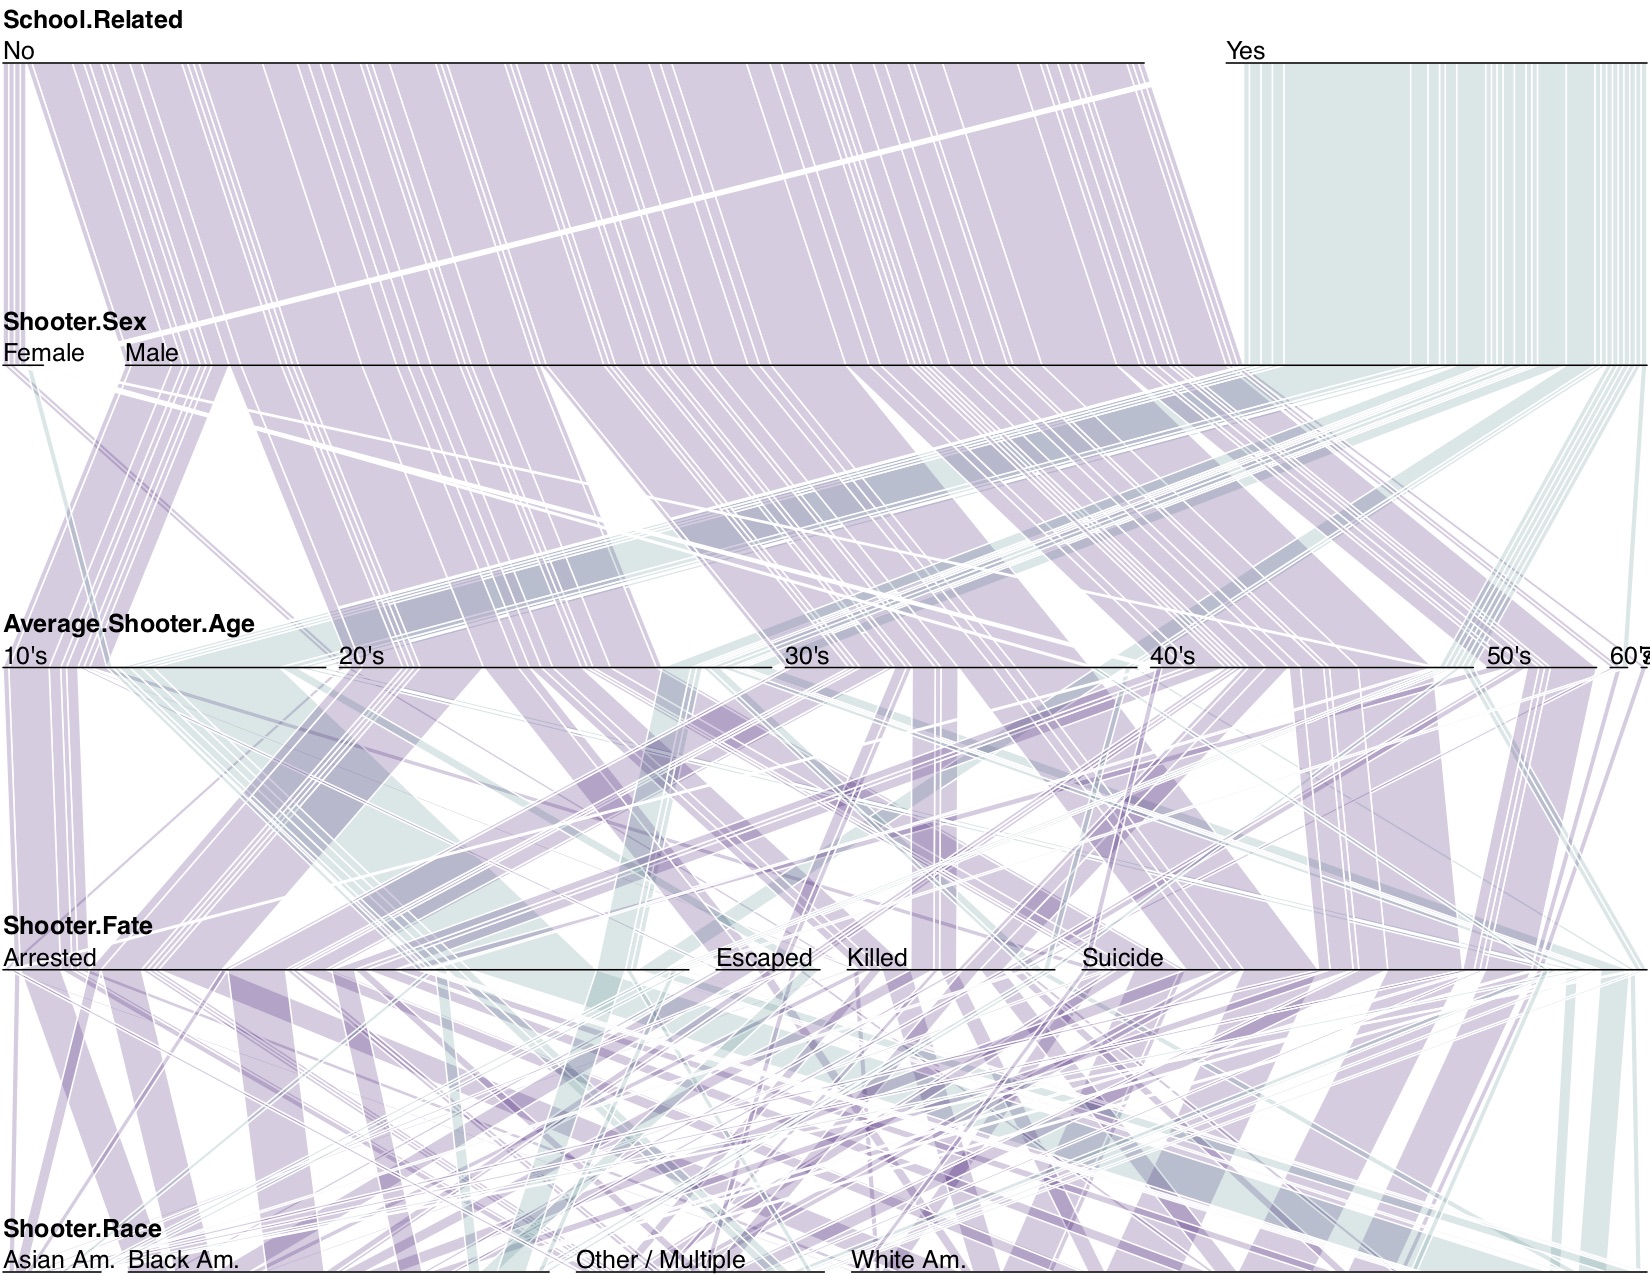 School.Related
No Yes
Shooter.Sex
Female Male
Average.Shooter.Age
10's 20's 30's 40's 50's
Shooter.Fate
Arrested Escaped Killed Suicide
Shooter.Race
Asian Am. Black Am. Other / Multiple White Am.